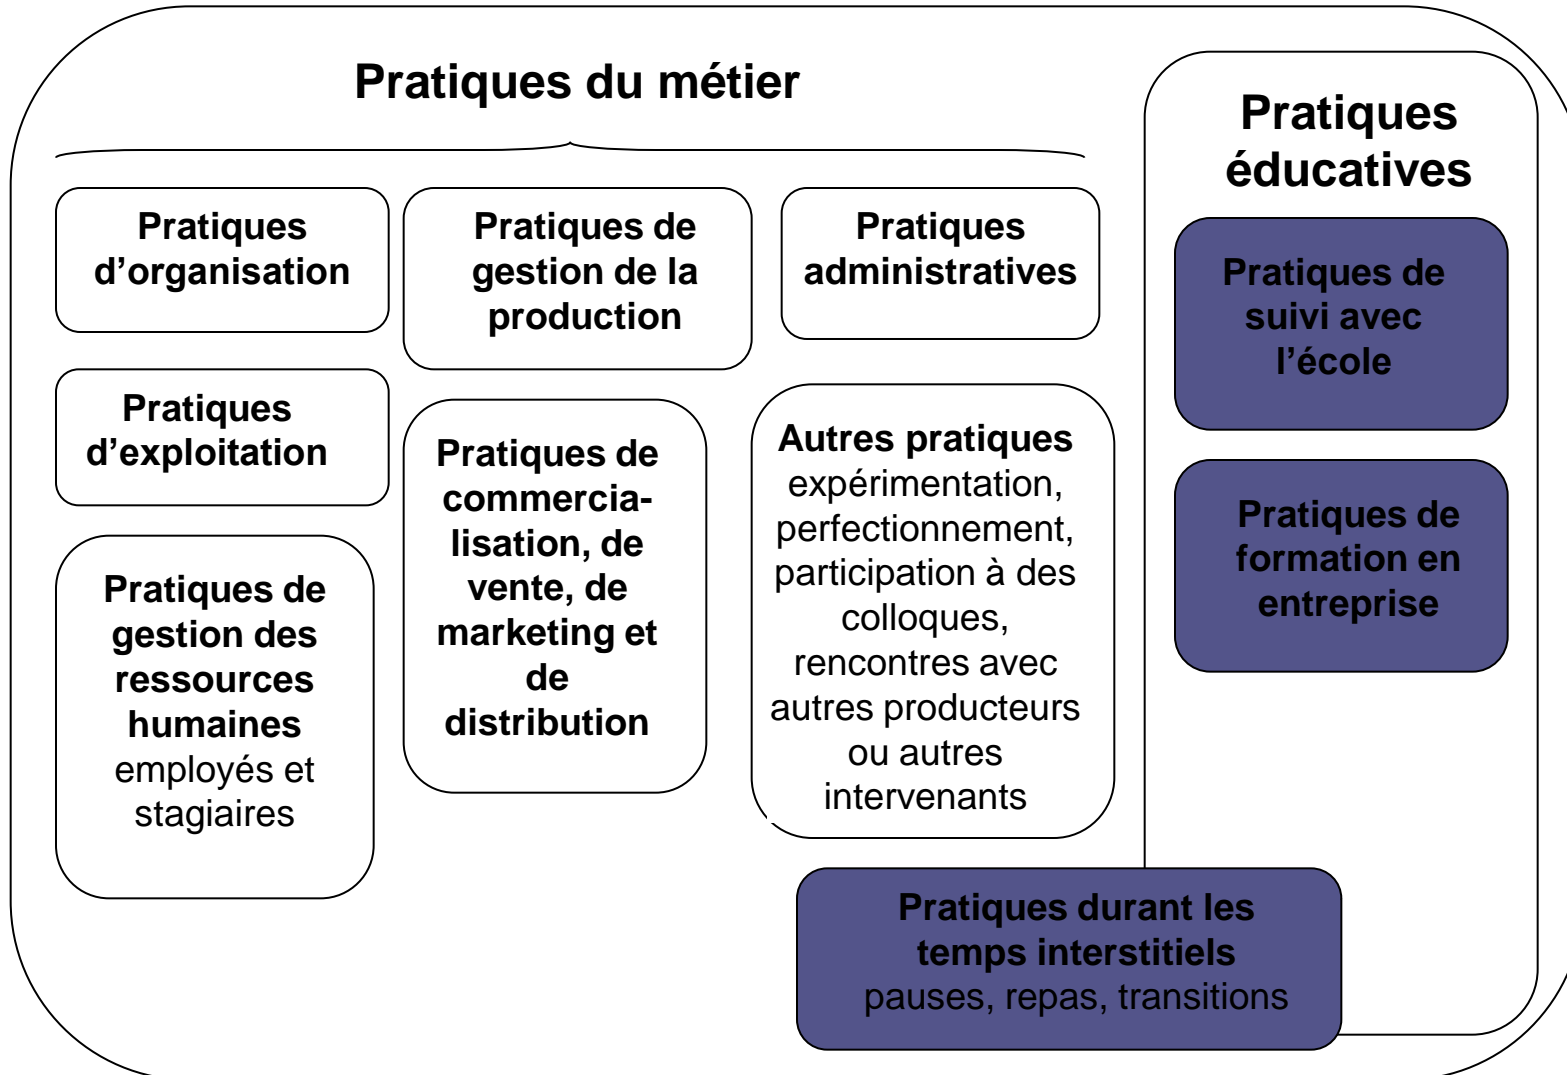 Pratiques du métier
Pratiques
d’organisation
Pratiques de
gestion de la
production
Pratiques
administratives
Pratiques
d’exploitation
Pratiques de
commercia-
lisation, de
vente, de
marketing et
de
distribution
Autres pratiques
expérimentation,
perfectionnement,
participation à des
colloques,
rencontres avec
autres producteurs
ou autres
intervenants
Pratiques de
gestion des
ressources
humaines
employés et
stagiaires
Pratiques
éducatives
Pratiques de
suivi avec
l’école
Pratiques de
formation en
entreprise
Pratiques durant les
temps interstitiels
pauses, repas, transitions